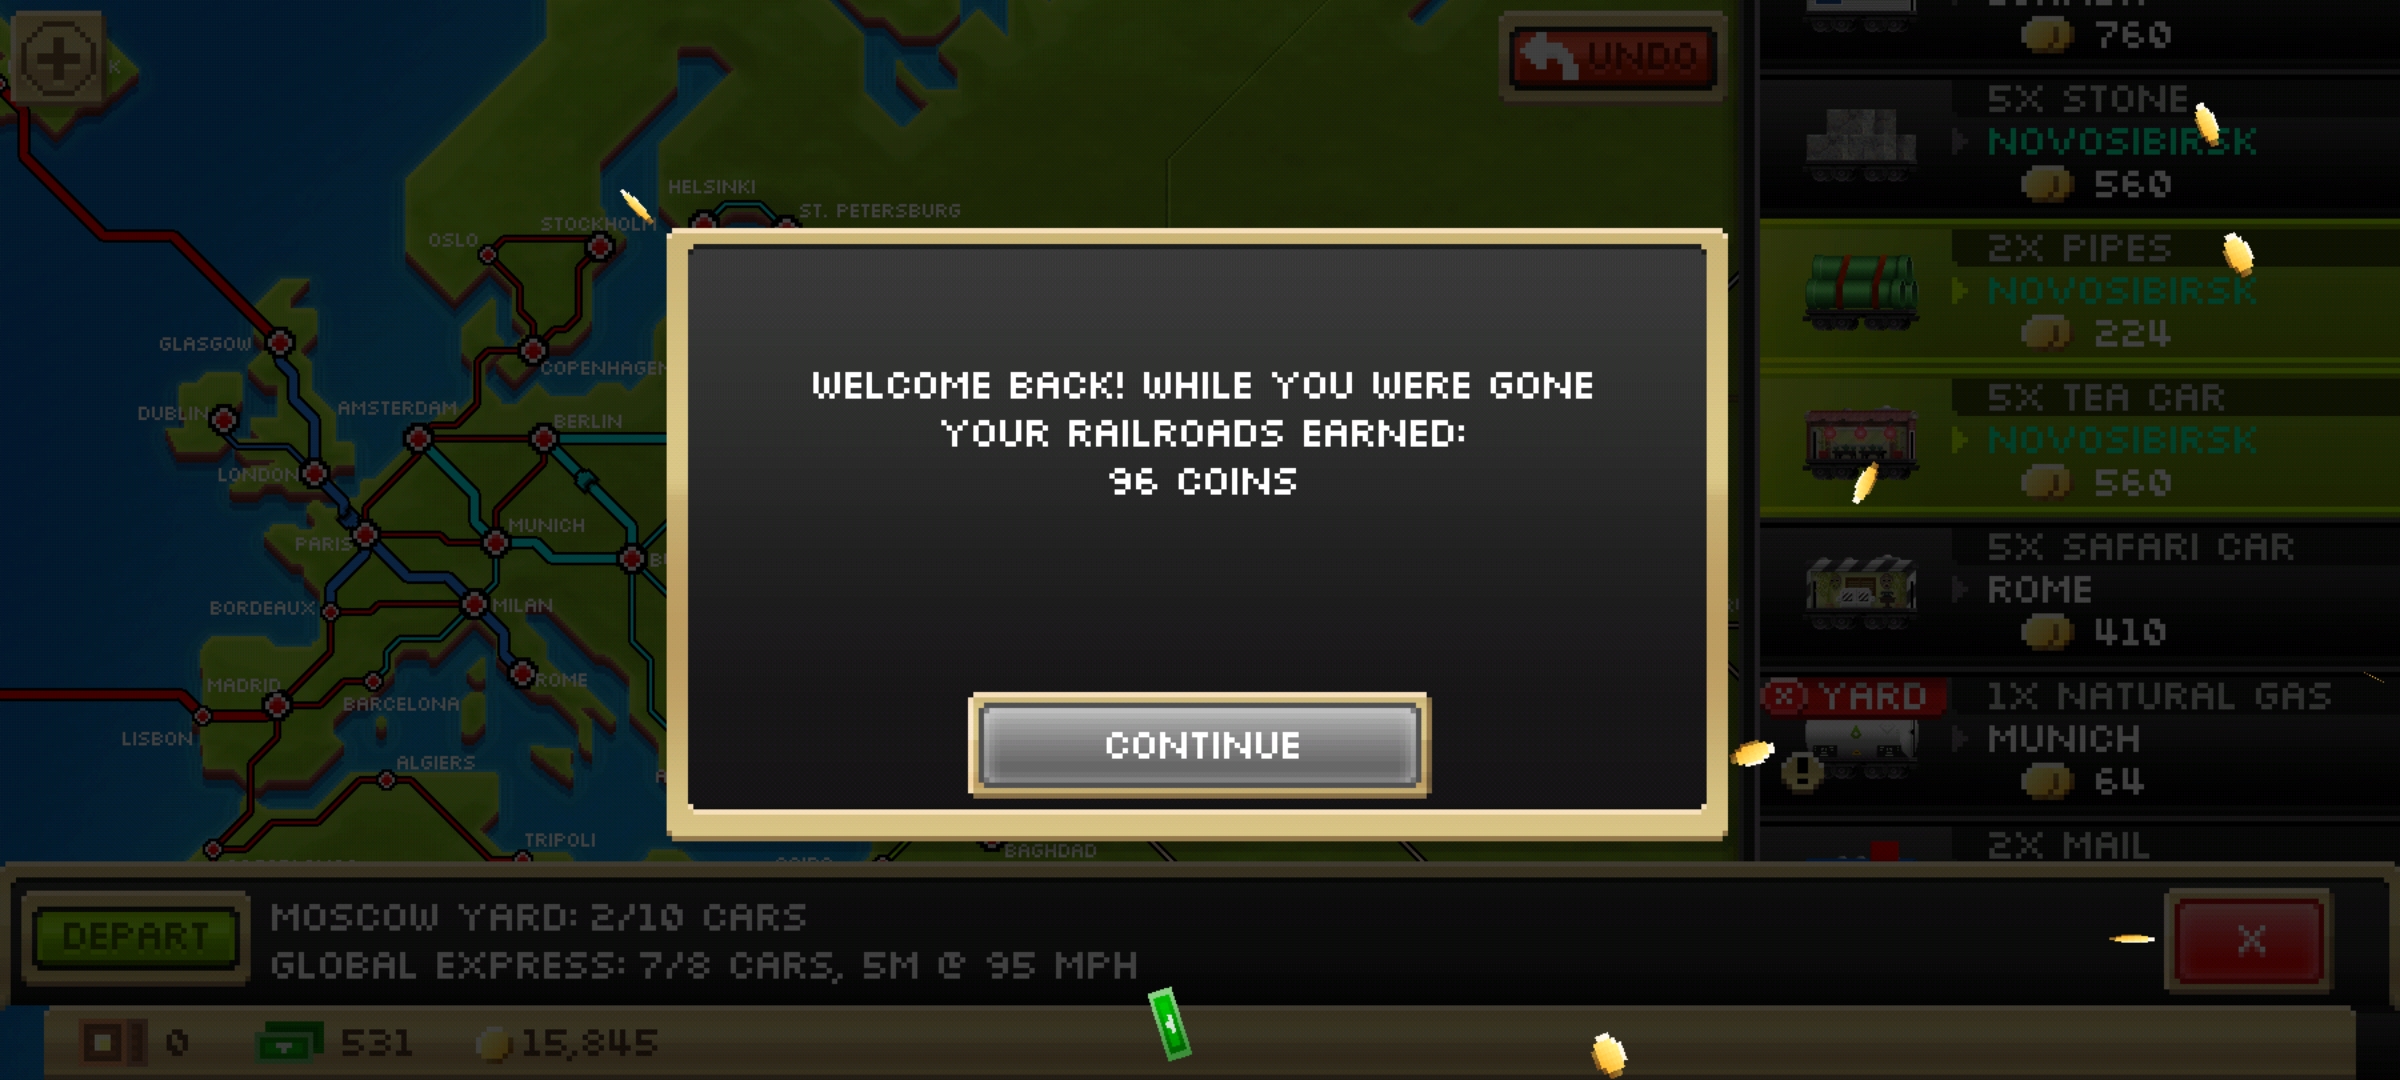 UNDO
760
5X STONE
NOVOSIBIRSK
560
2X PIPES
NOVOSIBIRSK
224
5X TEA CAR
NOVOSIBIRSK
560
5X SAFARI CAR
ROME
410
YARD
1X NATURAL GAS
MUNICH
64
2X MAIL
HELSINKI
ST. PETERSBURG
STOCKHOLM
OSLO
GLASGOW
COPENHAGEN
DUBLIN
AMSTERDAM
BERLIN
LONDON
MUNICH
PARIS
BORDEAUX
MILAN
MADRID
ROME
BARCELONA
LISBON
ALGIERS
TRIPOLI
BAGHDAD
WELCOME BACK! WHILE YOU WERE GONE
YOUR RAILROADS EARNED:
96 COINS
CONTINUE
DEPART
MOSCOW YARD: 2/10 CARS
GLOBAL EXPRESS: 7/8 CARS, 5M @ 95 MPH
X
0
531
15,845